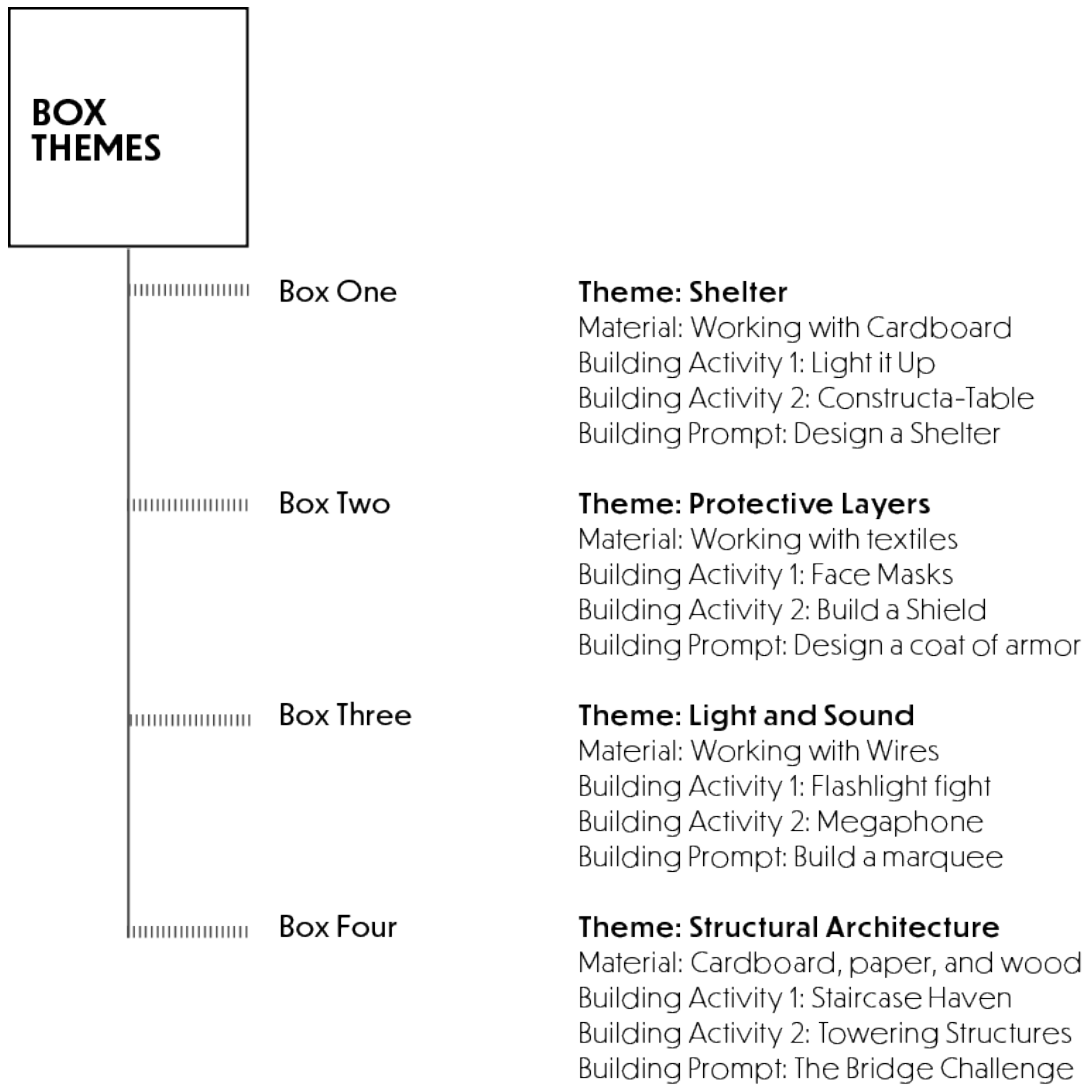 BOX
THEMES
Box One
Theme: Shelter
Material: Working with Cardboard
Building Activity 1: Light it Up
Building Activity 2: Constructa-Table
Building Prompt: Design a Shelter
Box Two
Theme: Protective Layers
Material: Working with textiles
Building Activity 1: Face Masks
Building Activity 2: Build a Shield
Building Prompt: Design a coat of armor
Box Three
Theme: Light and Sound
Material: Working with Wires
Building Activity 1: Flashlight fight
Building Activity 2: Megaphone
Building Prompt: Build a marquee
Box Four
Theme: Structural Architecture
Material: Cardboard, paper, and wood
Building Activity 1: Staircase Haven
Building Activity 2: Towering Structures
Building Prompt: The Bridge Challenge